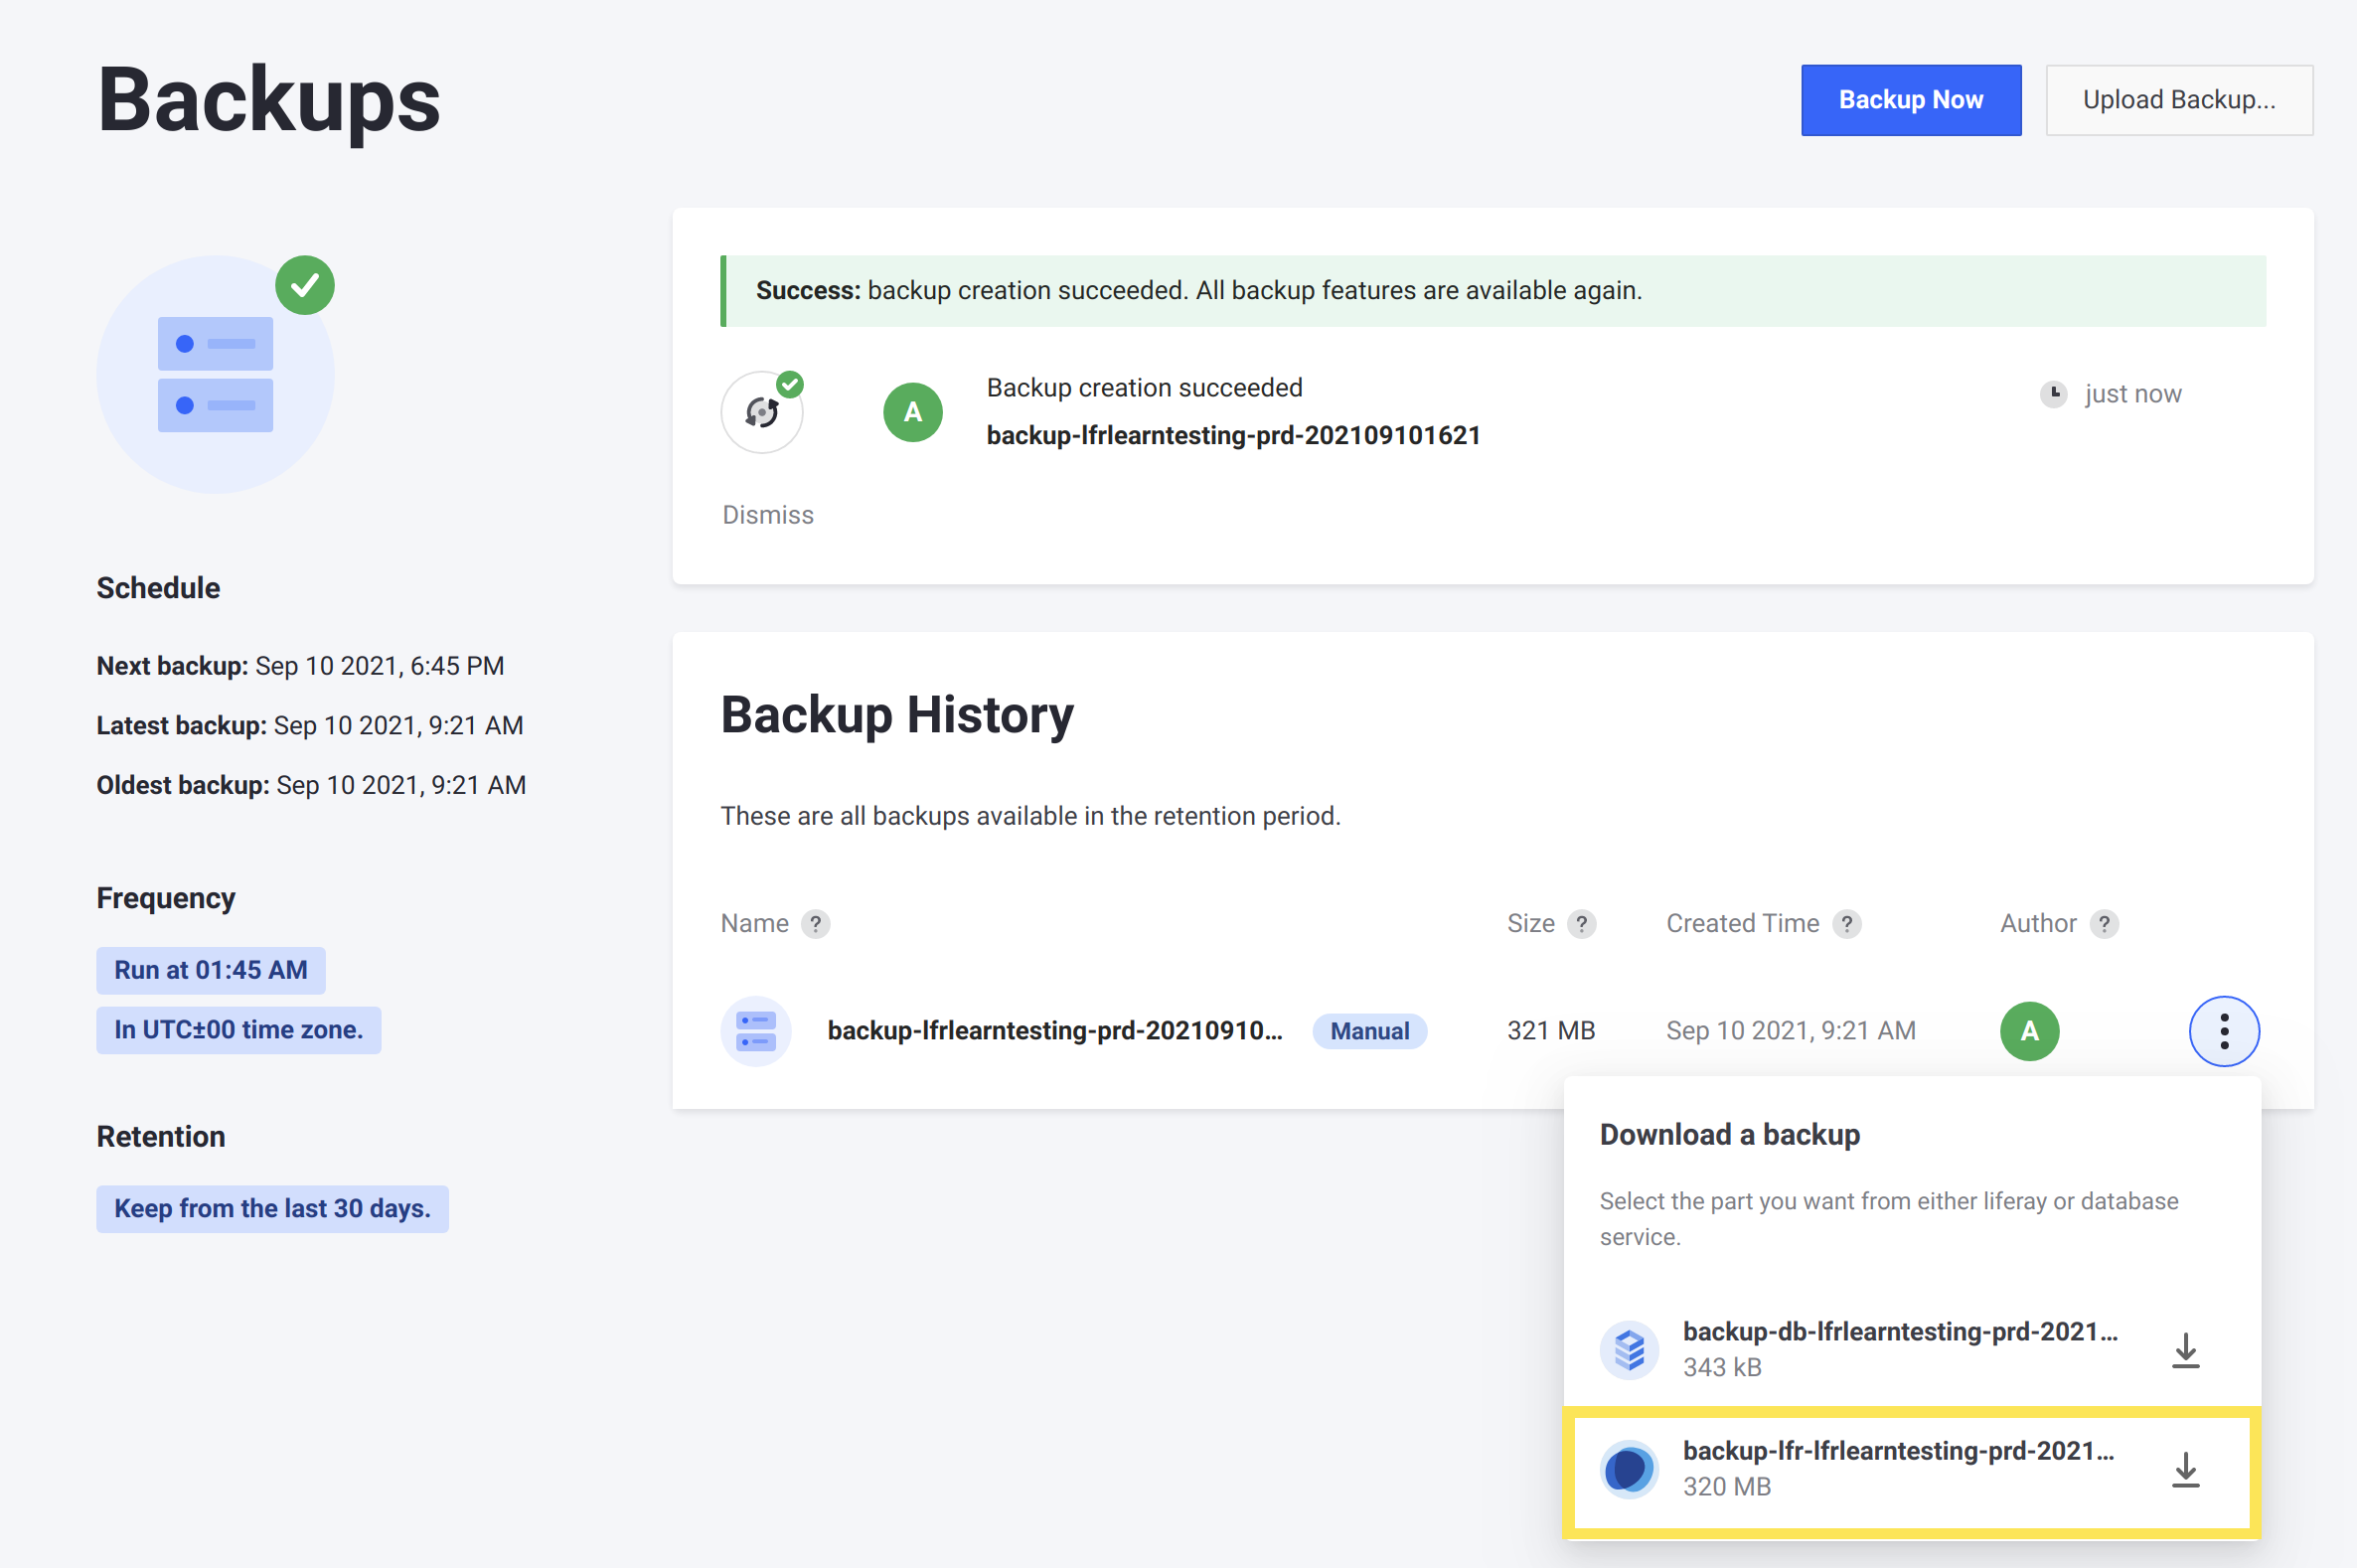 Backups
Backup Now
Upload Backup...
Success: backup creation succeeded. All backup features are available again.
A
Backup creation succeeded
backup-lfrlearntesting-prd-202109101621
just now
Dismiss
Schedule
Next backup: Sep 10 2021, 6:45 PM
Latest backup: Sep 10 2021, 9:21 AM
Oldest backup: Sep 10 2021, 9:21 AM
Frequency
Run at 01:45 AM
In UTC±00 time zone.
Retention
Keep from the last 30 days.
Backup History
These are all backups available in the retention period.
Name ? Size ? Created Time ? Author ?
backup-lfrlearntesting-prd-20210910... Manual 321 MB Sep 10 2021, 9:21 AM A
Download a backup
Select the part you want from either liferay or database
service.
backup-db-lfrlearntesting-prd-2021...
343 kB
backup-lfr-lfrlearntesting-prd-2021...
320 MB